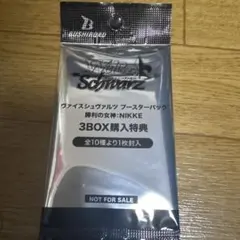 BUSHIROAD
Weiß
Schwarz
ヴァイスシュヴァルツ ブースターパック
勝利の女神：NIKKE
3BOX購入特典
全10種より1枚封入
NOT FOR SALE